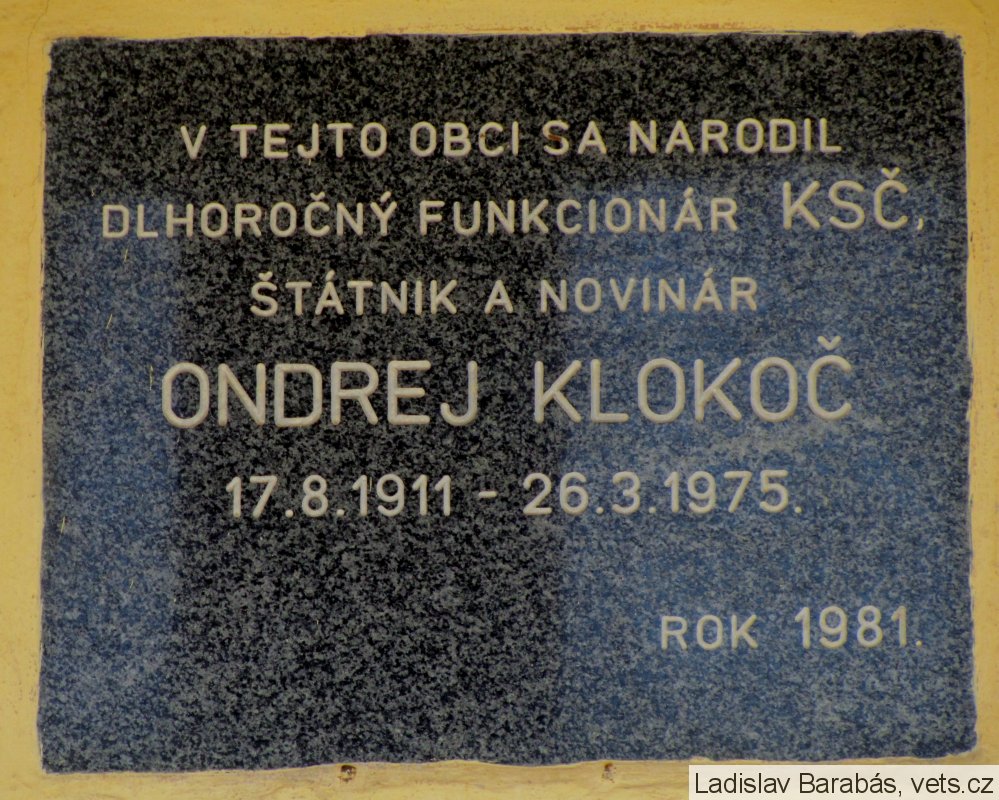 V TEJTO OBCI SA NARODIL
DLHOROČNÝ FUNKCIONÁR KSČ,
ŠTÁTNIK A NOVINÁR
ONDREJ KLOKOČ
17.8.1911 - 26.3.1975.
ROK 1981.
Ladislav Barabás, vets.cz